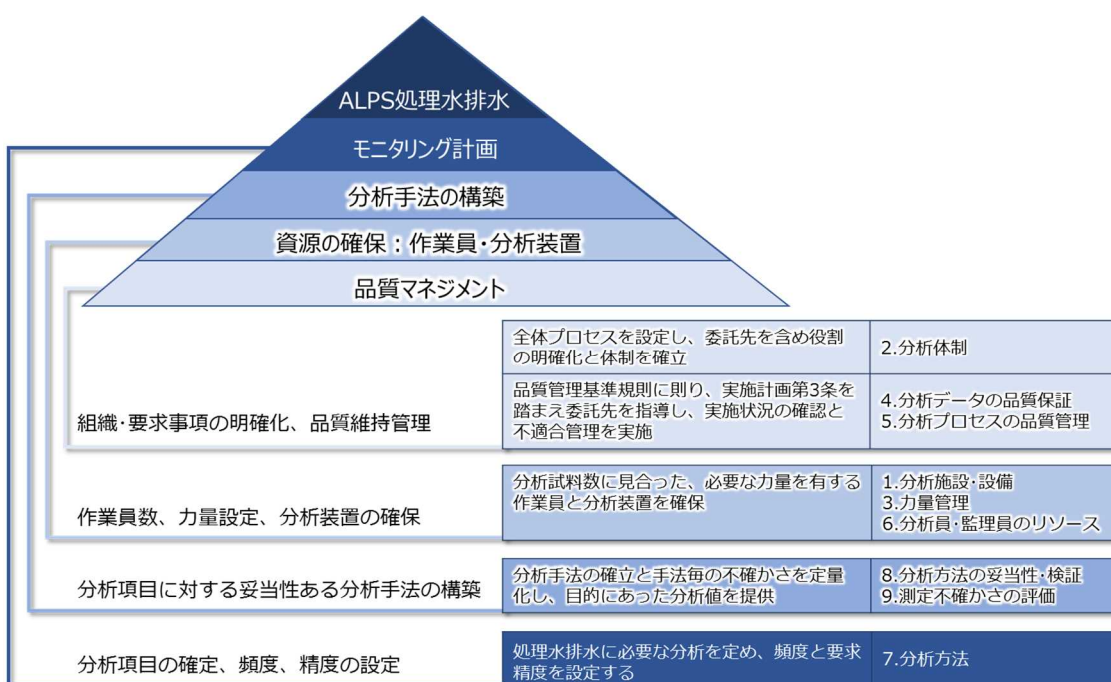 ALPS処理水排水
モニタリング計画
分析手法の構築
資源の確保：作業員･分析装置
品質マネジメント
組織･要求事項の明確化、品質維持管理
全体プロセスを設定し、委託先を含め役割
の明確化と体制を確立
2.分析体制
品質管理基準規則に則り、実施計画第3条を
踏まえ委託先を指導し、実施状況の確認と
不適合管理を実施
4.分析データの品質保証
5.分析プロセスの品質管理
作業員数、力量設定、分析装置の確保
分析試料数に見合った、必要な力量を有する
作業員と分析装置を確保
1.分析施設･設備
3.力量管理
6.分析員･監理員のリソース
分析項目に対する妥当性ある分析手法の構築
分析手法の確立と手法毎の不確かさを定量
化し、目的にあった分析値を提供
8.分析方法の妥当性･検証
9.測定不確かさの評価
分析項目の確定、頻度、精度の設定
処理水排水に必要な分析を定め、頻度と要求
精度を設定する
7.分析方法